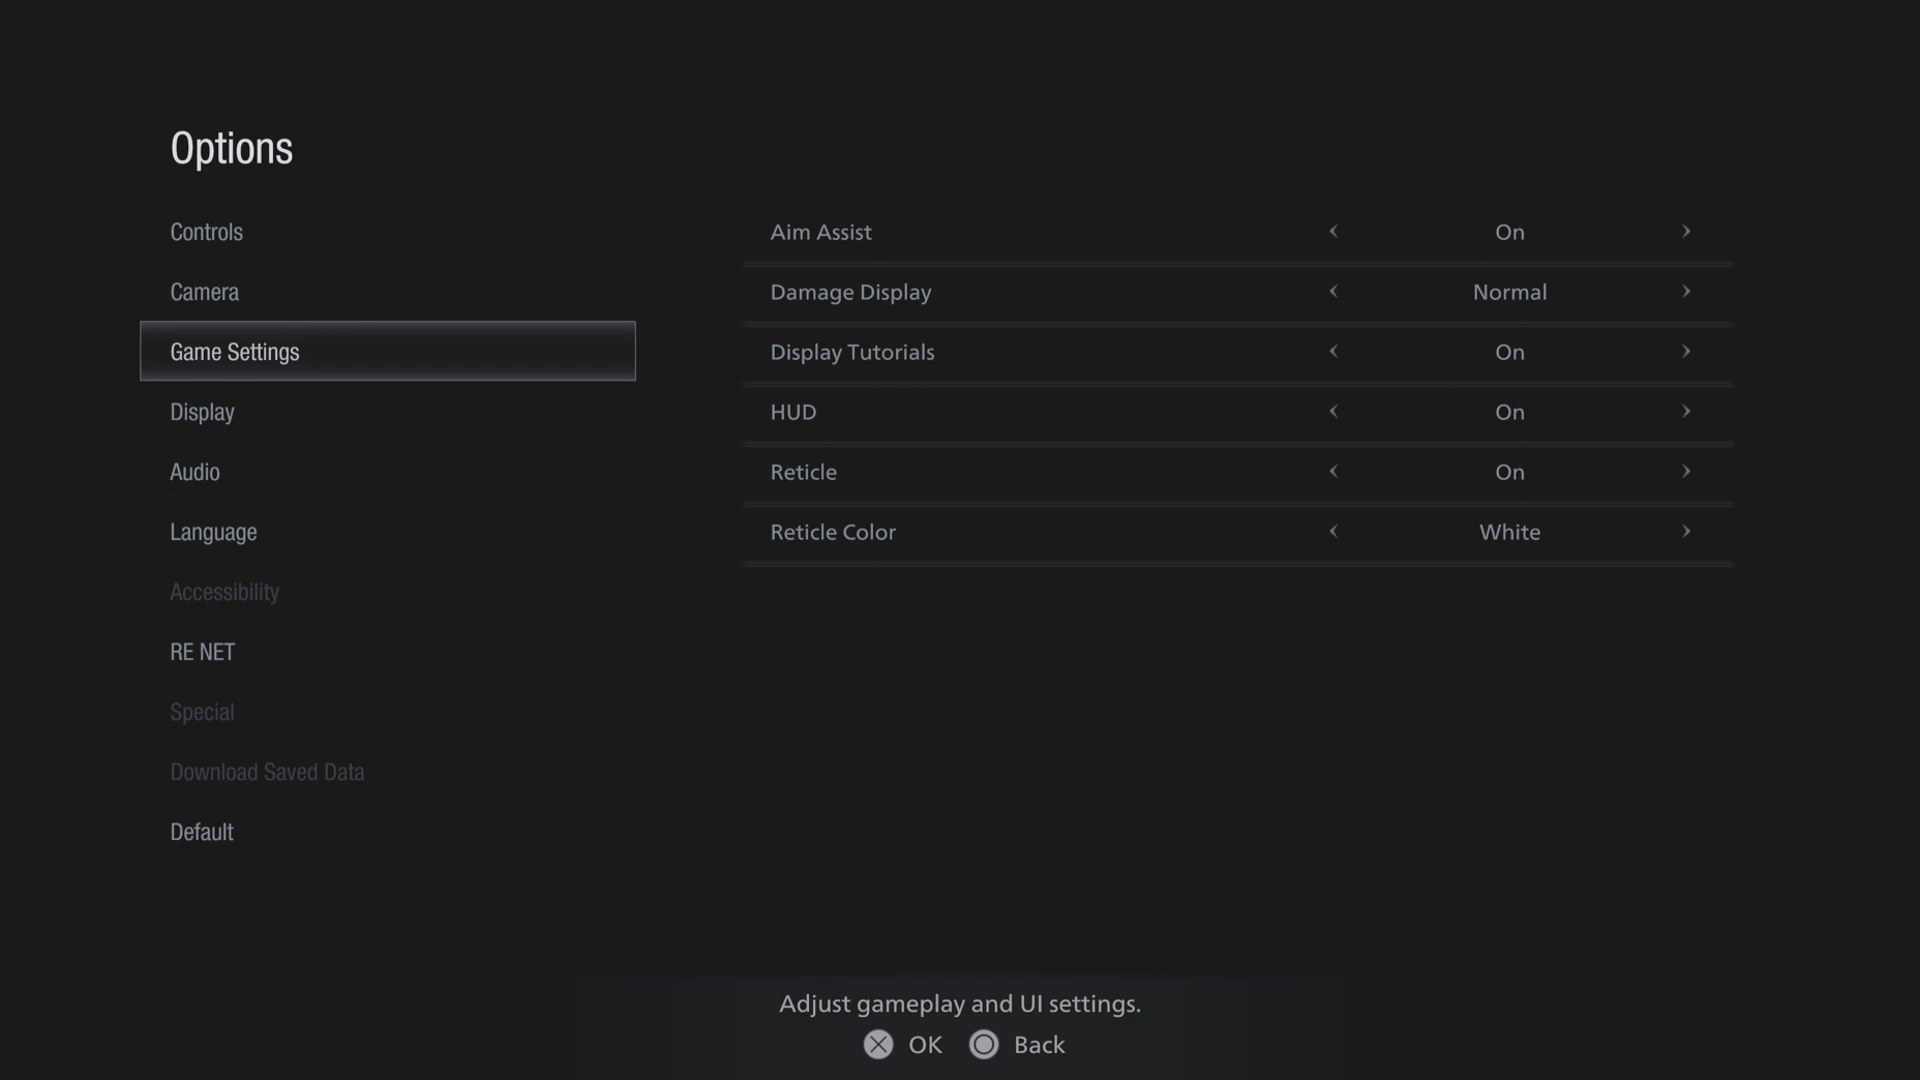 Options
Controls
Camera
Game Settings
Display
Audio
Language
Accessibility
RE NET
Special
Download Saved Data
Default
Aim Assist On
Damage Display Normal
Display Tutorials On
HUD On
Reticle On
Reticle Color White
Adjust gameplay and UI settings.
OK Back